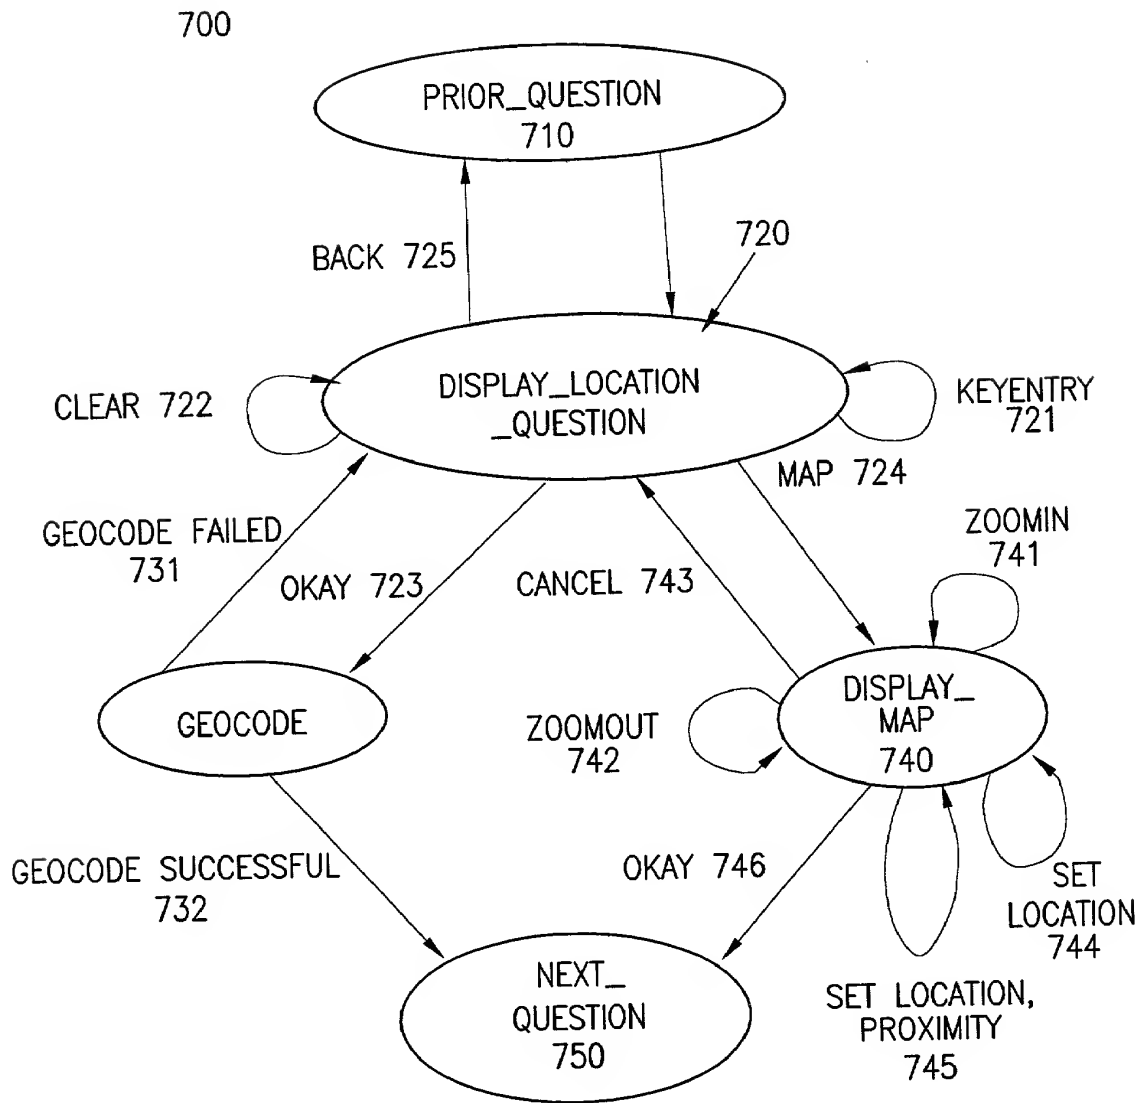 700
PRIOR_QUESTION
710
BACK 725
720
DISPLAY_LOCATION
_QUESTION
CLEAR 722
KEYENTRY
721
MAP 724
GEOCODE FAILED
731
OKAY 723
CANCEL 743
ZOOMIN
741
GEOCODE
DISPLAY_
MAP
740
ZOOMOUT
742
GEOCODE SUCCESSFUL
732
OKAY 746
SET
LOCATION
744
NEXT_
QUESTION
750
SET LOCATION,
PROXIMITY
745